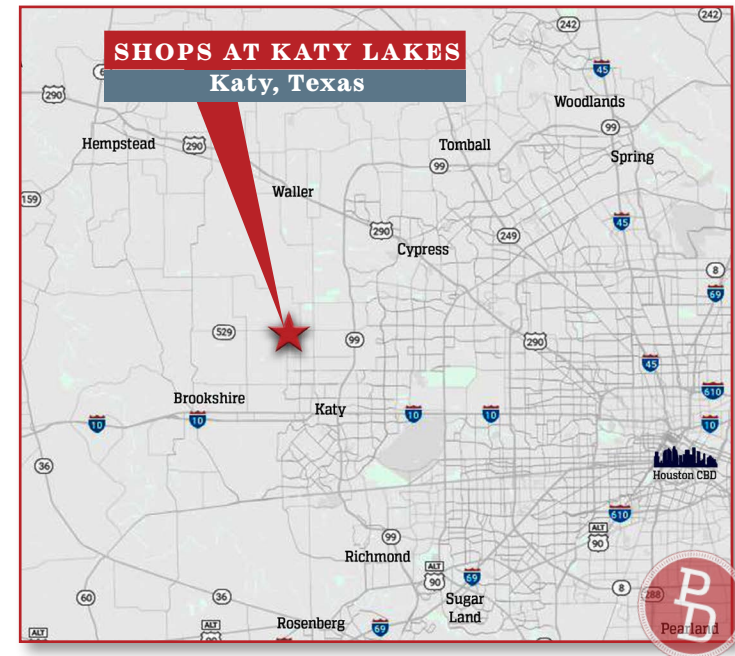 SHOPS AT KATY LAKES
Katy, Texas
242
242
6
45
290
Woodlands
99
Hempstead
290
Tomball
Spring
99
159
Waller
45
290
249
Cypress
8
69
529
99
290
45
610
Brookshire
Katy
10
10
10
10
10
36
Houston CBD
610
ALT
90
99
Richmond
ALT
90
69
8
288
60
36
Sugar
Land
PD
Rosenberg
ALT
ALT
69
Pearland